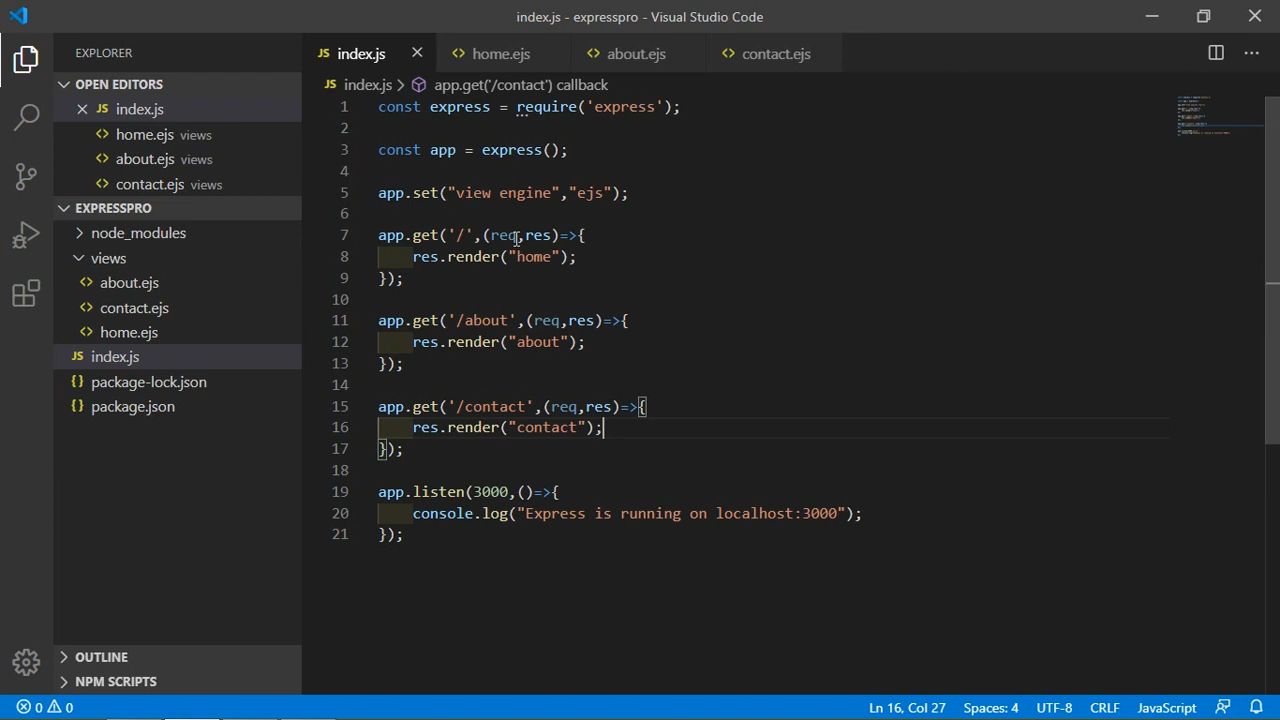 index.js - expresspro - Visual Studio Code
EXPLORER
OPEN EDITORS
JS index.js
<> home.ejs views
<> about.ejs views
<> contact.ejs views
EXPRESSPRO
node_modules
views
<> about.ejs
<> contact.ejs
<> home.ejs
JS index.js
{} package-lock.json
{} package.json
OUTLINE
NPM SCRIPTS
JS index.js
<> home.ejs
<> about.ejs
<> contact.ejs
JS index.js > app.get('/contact') callback
1 const express = require('express');
2
3 const app = express();
4
5 app.set("view engine","ejs");
6
7 app.get('/',(req,res)=>{
8 res.render("home");
9 });
10
11 app.get('/about',(req,res)=>{
12 res.render("about");
13 });
14
15 app.get('/contact',(req,res)=>{
16 res.render("contact");
17 });
18
19 app.listen(3000,()=>{
20 console.log("Express is running on localhost:3000");
21 });
0 0
Ln 16, Col 27
Spaces: 4
UTF-8
CRLF
JavaScript